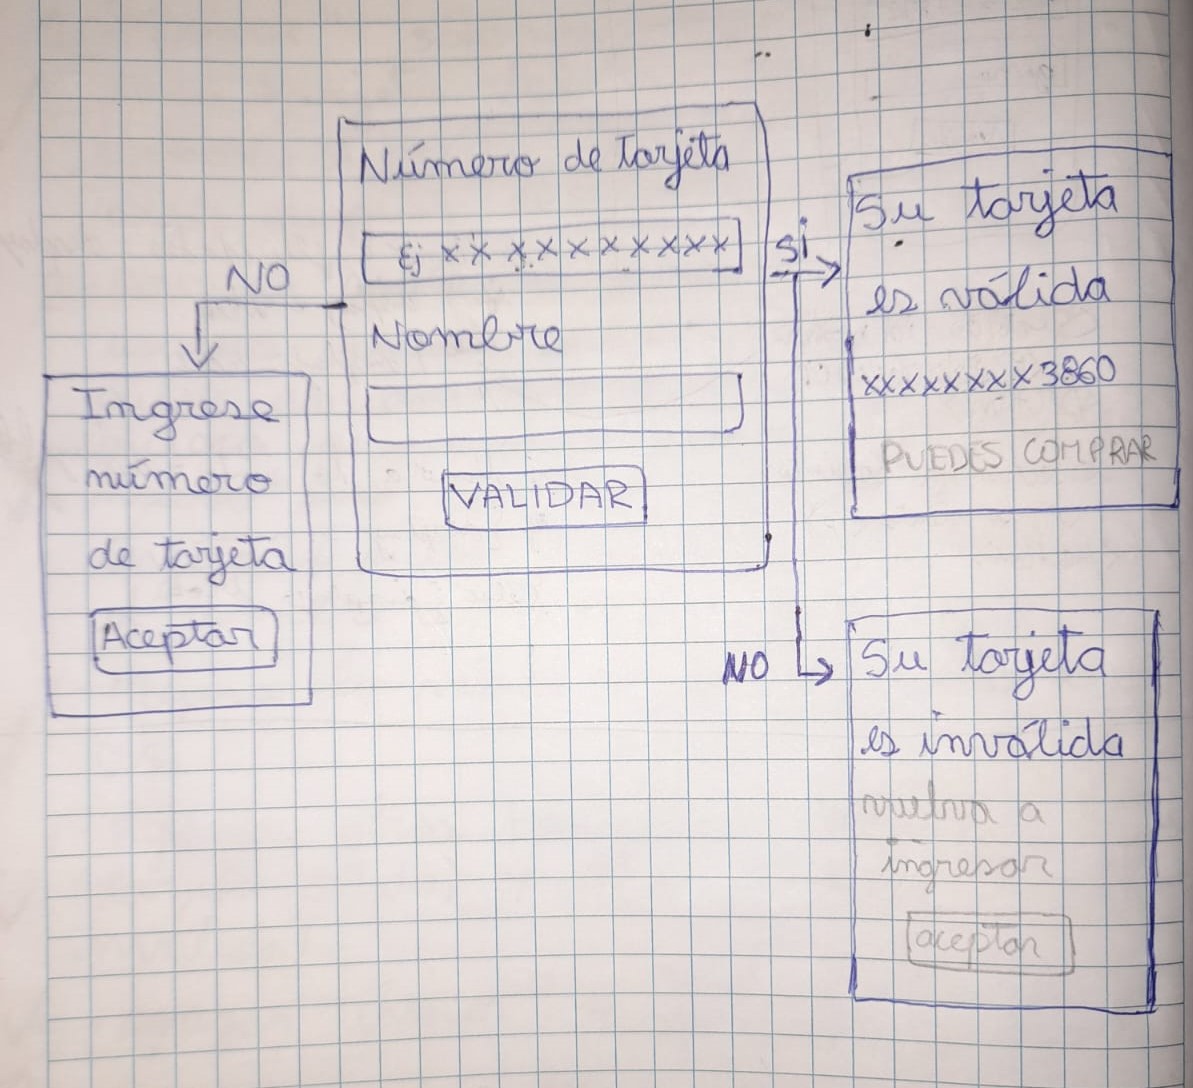 Número de tarjeta
Ej xxxxxxxxxx
Nombre
VALIDAR
NO
Ingrese
número
de tarjeta
Aceptar
SI
Su tarjeta
es válida
xxxxxxxx3860
PUEDES COMPRAR
NO
Su tarjeta
es inválida
vuelva a
ingresar
aceptar